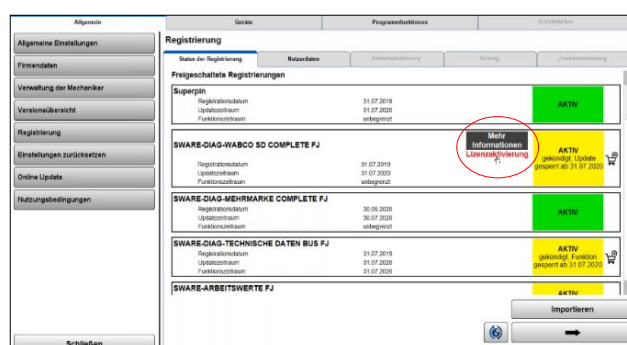 Allgemein
Geräte
Programmfunktionen
Schnittstellen
Allgemeine Einstellungen
Firmendaten
Verwaltung der Mechaniker
Versionsübersicht
Registrierung
Einstellungen zurücksetzen
Online Update
Nutzungsbedingungen
Schließen
Registrierung
Status der Registrierung
Nutzerdaten
Vertrag
Freigeschaltete Registrierungen
Superpin
Registrationsdatum 31.07.2019
Updatezeitraum 31.07.2020
Funktionszeitraum unbegrenzt
AKTIV
SWARE-DIAG-WABCO SD COMPLETE FJ
Registrationsdatum 31.07.2019
Updatezeitraum 31.07.2020
Funktionszeitraum unbegrenzt
Mehr
Informationen
Lizenzaktivierung
AKTIV
gekündigt, Update
gesperrt ab 31.07.2020
SWARE-DIAG-MEHRMARKE COMPLETE FJ
Registrationsdatum 30.06.2020
Updatezeitraum 30.07.2020
Funktionszeitraum unbegrenzt
AKTIV
SWARE-DIAG-TECHNISCHE DATEN BUS FJ
Registrationsdatum 31.07.2019
Updatezeitraum 31.07.2020
Funktionszeitraum 31.07.2020
AKTIV
gekündigt, Funktion
gesperrt ab 31.07.2020
SWARE-ARBEITSWERTE FJ
AKTIV
Importieren